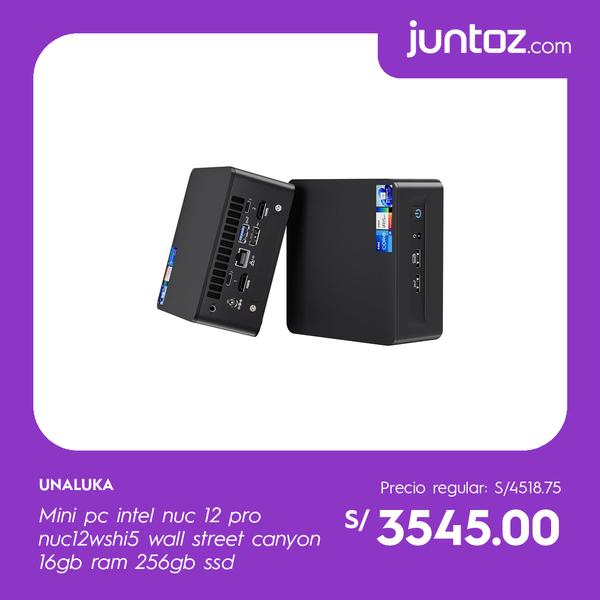 juntoz.com
UNALUKA
Mini pc intel nuc 12 pro
nuc12wshi5 wall street canyon
16gb ram 256gb ssd
Precio regular: S/4518.75
S/ 3545.00